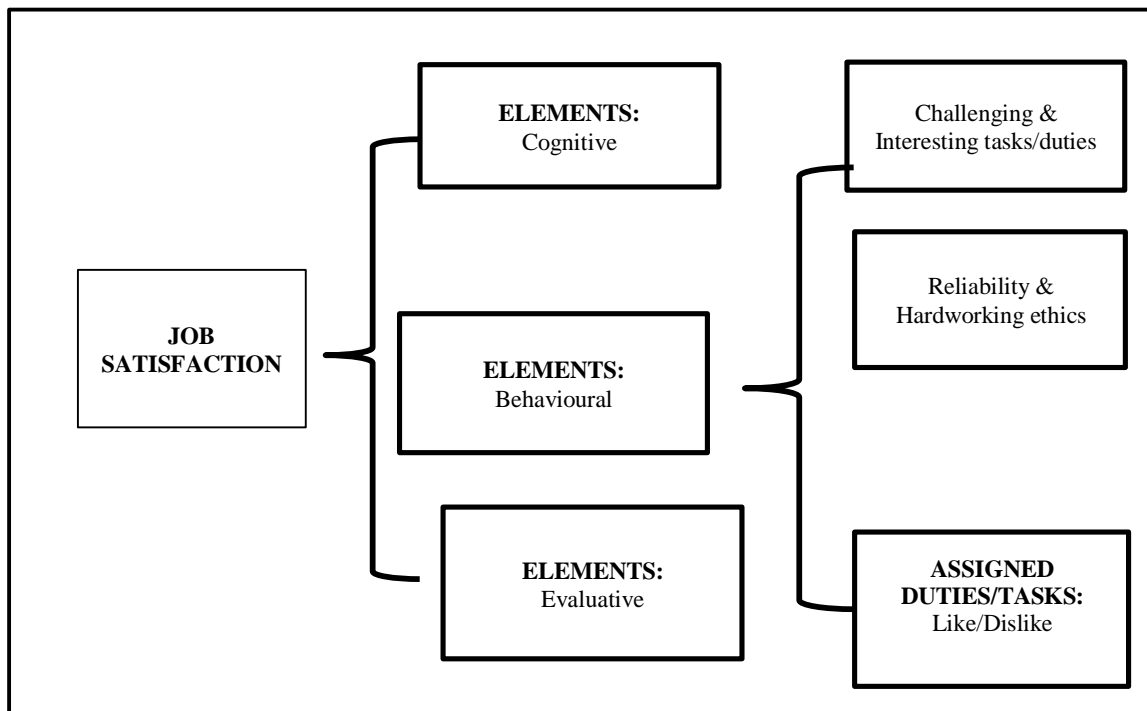 JOB
SATISFACTION
ELEMENTS:
Cognitive
ELEMENTS:
Behavioural
ELEMENTS:
Evaluative
Challenging &
Interesting tasks/duties
Reliability &
Hardworking ethics
ASSIGNED
DUTIES/TASKS:
Like/Dislike